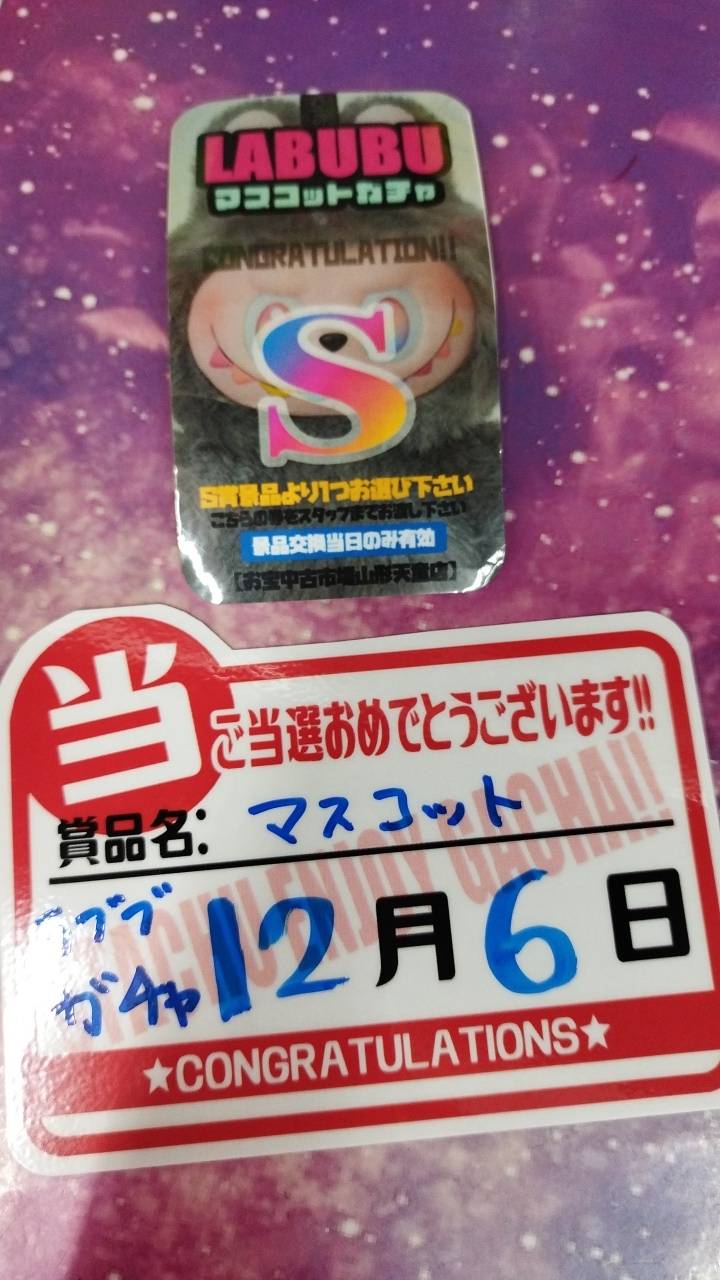 LABUBU
マスコットガチャ
CONGRATULATION!!
S
S賞景品より1つお選び下さい
こちらの券をスタッフまでお渡し下さい
景品交換当日のみ有効
【お宝中古市場山形天童店】
当
ご当選おめでとうございます!!
賞品名: マスコット
ENJOY GACHA!!
ラブブ
ガチャ
12月6日
★CONGRATULATIONS★